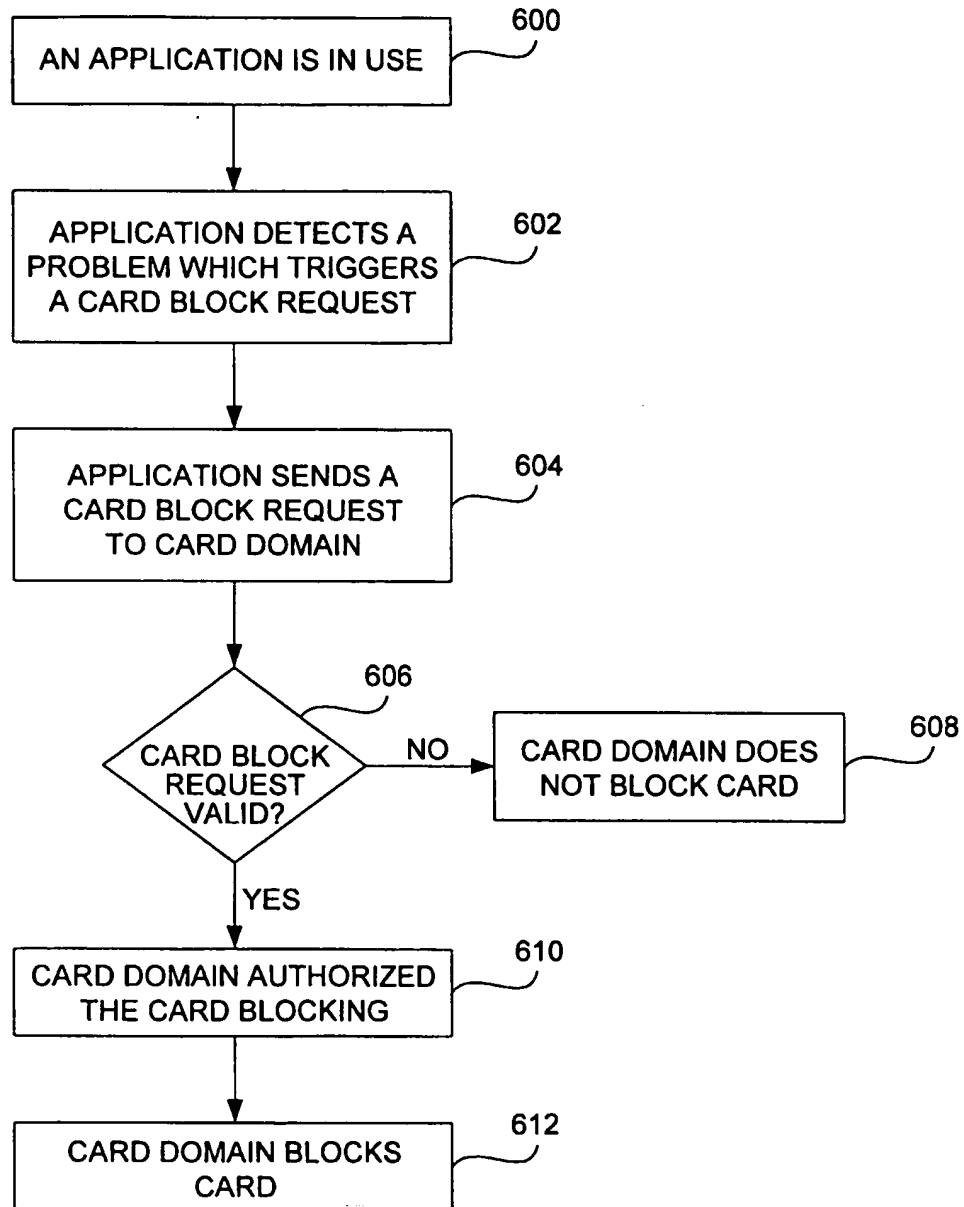 600
AN APPLICATION IS IN USE
602
APPLICATION DETECTS A
PROBLEM WHICH TRIGGERS
A CARD BLOCK REQUEST
604
APPLICATION SENDS A
CARD BLOCK REQUEST
TO CARD DOMAIN
606
CARD BLOCK
REQUEST
VALID?
NO
608
CARD DOMAIN DOES
NOT BLOCK CARD
YES
610
CARD DOMAIN AUTHORIZED
THE CARD BLOCKING
612
CARD DOMAIN BLOCKS
CARD